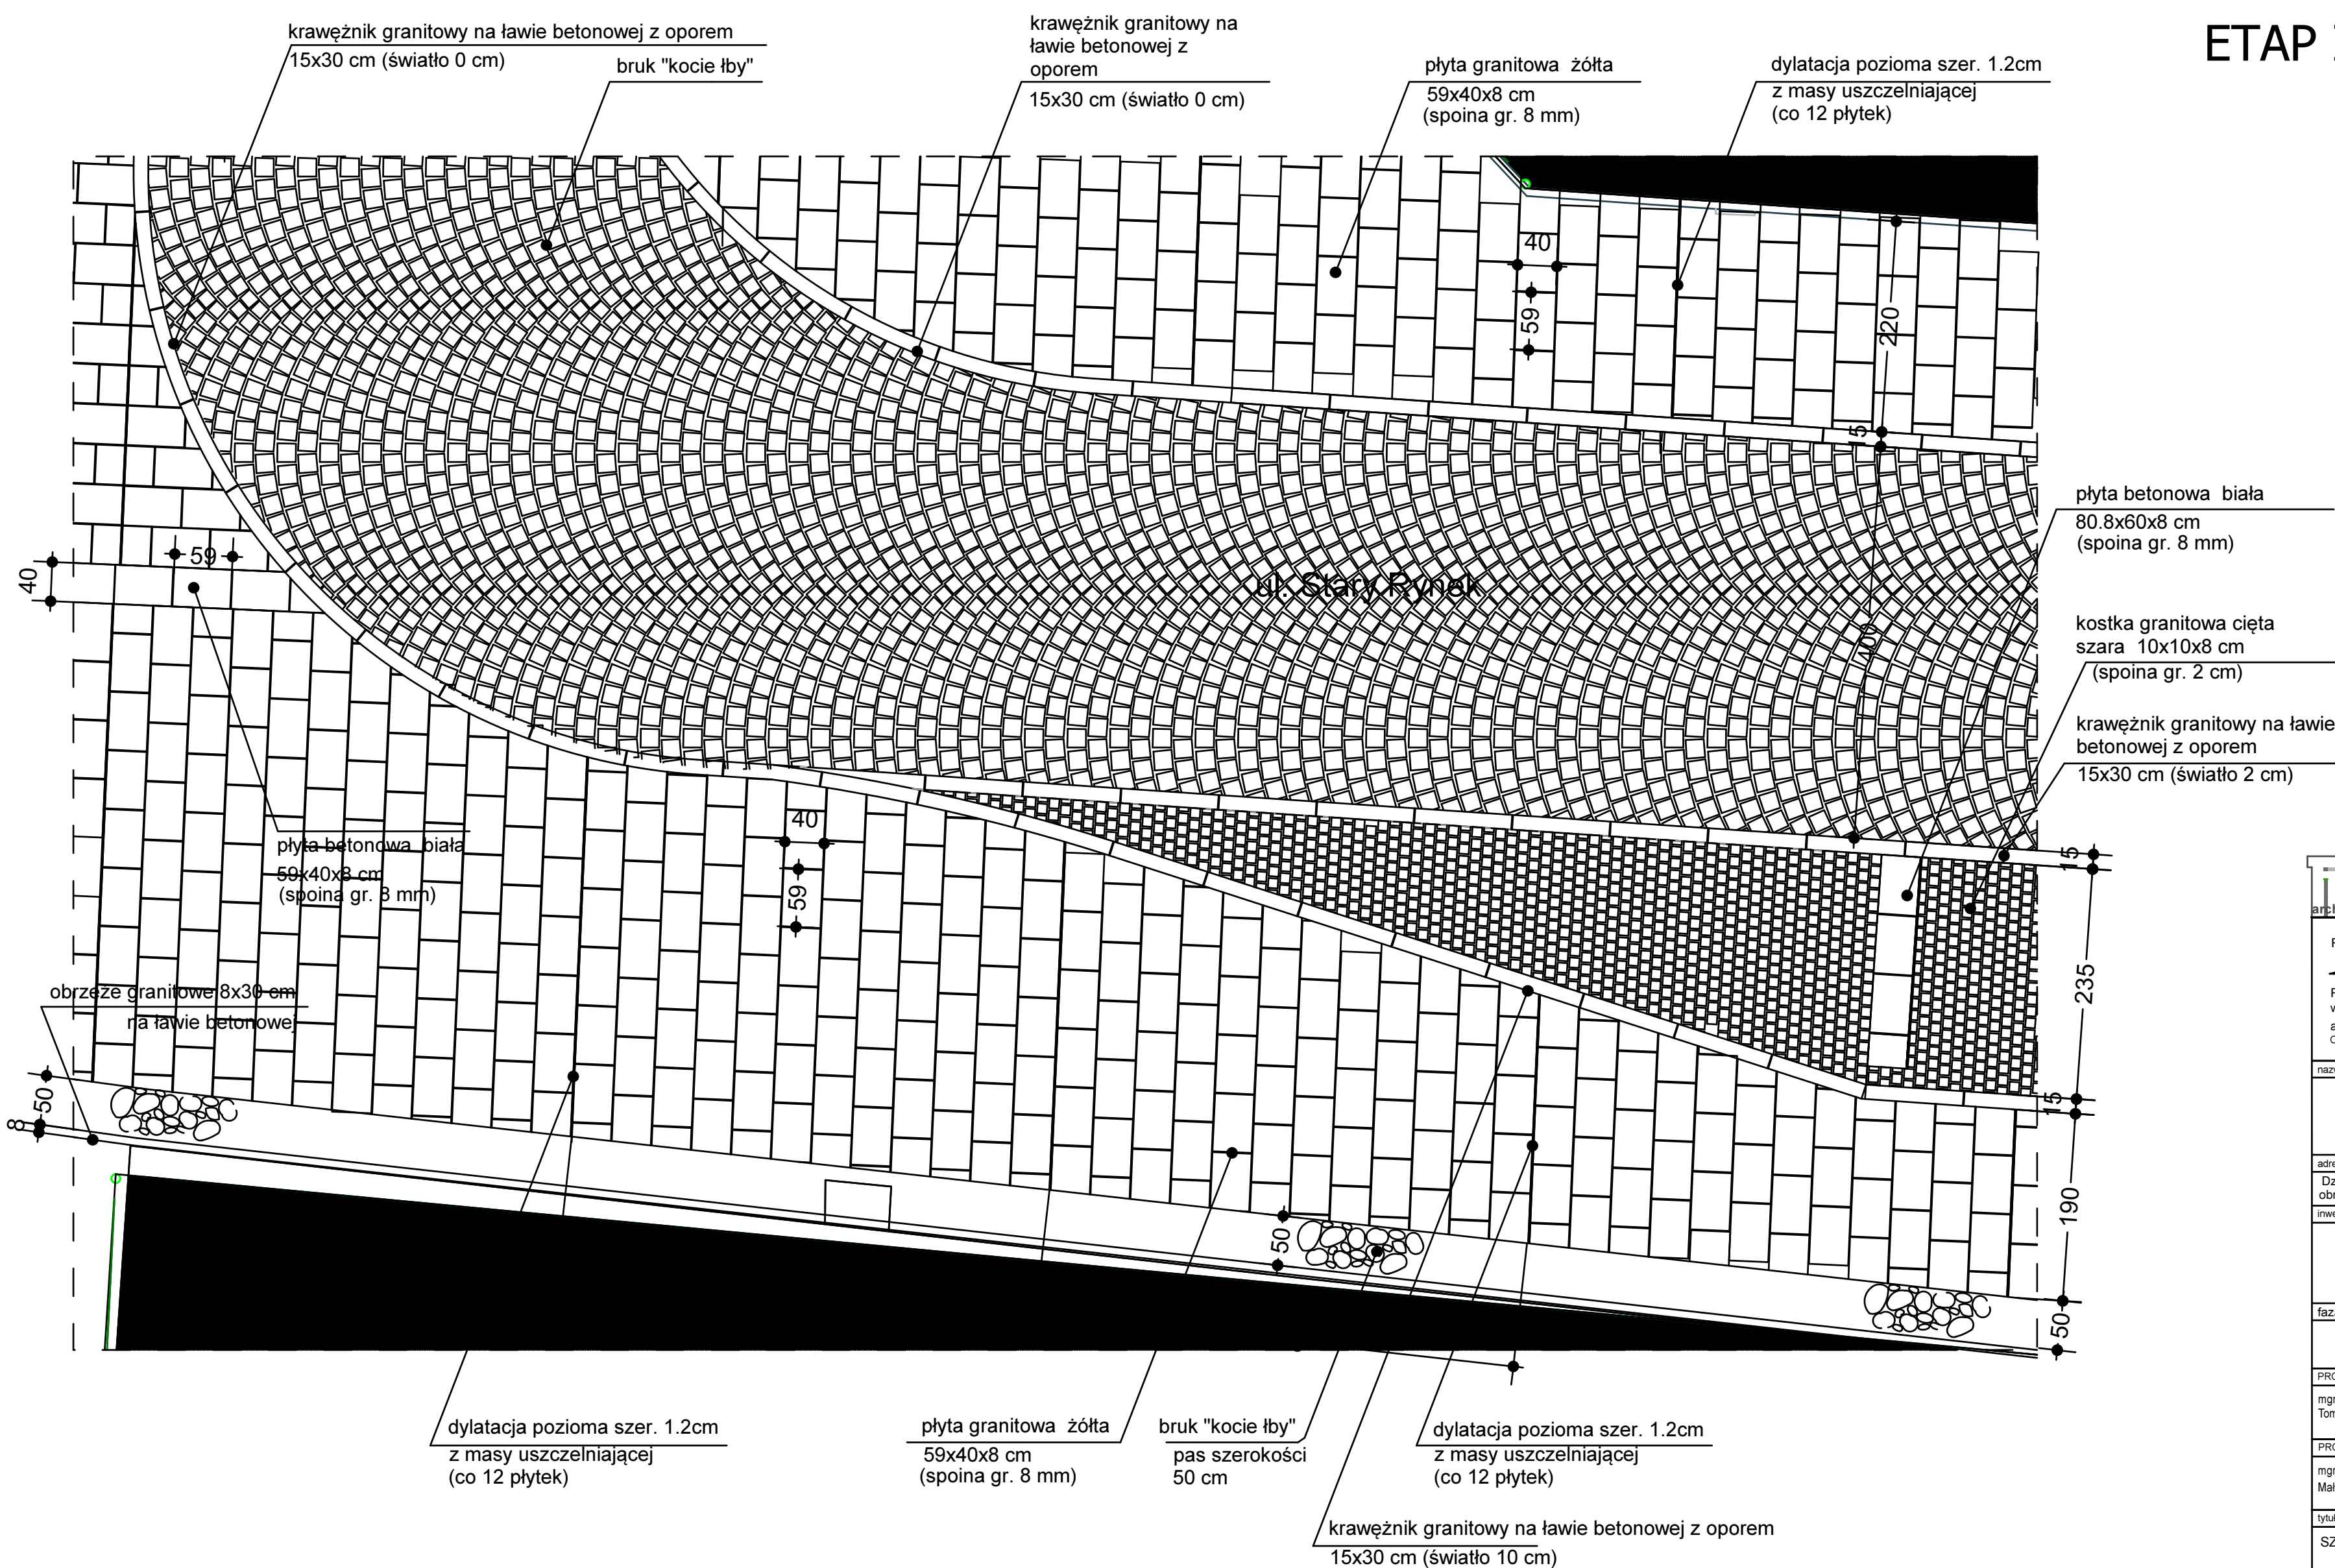 krawężnik granitowy na ławie betonowej z oporem
15x30 cm (światło 0 cm)
bruk "kocie łby"
krawężnik granitowy na
ławie betonowej z
oporem
15x30 cm (światło 0 cm)
płyta granitowa żółta
59x40x8 cm
(spoina gr. 8 mm)
dylatacja pozioma szer. 1.2cm
z masy uszczelniającej
(co 12 płytek)
ETAP
40
59
220
15
płyta betonowa biała
80.8x60x8 cm
(spoina gr. 8 mm)
59
40
ul. Stary Rynek
400
kostka granitowa cięta
szara 10x10x8 cm
(spoina gr. 2 cm)
krawężnik granitowy na ławie
betonowej z oporem
15x30 cm (światło 2 cm)
40
59
płyta betonowa biała
59x40x8 cm
(spoina gr. 8 mm)
15
235
obrzeże granitowe 8x30 cm
na ławie betonowej
50
8
15
190
50
50
dylatacja pozioma szer. 1.2cm
z masy uszczelniającej
(co 12 płytek)
płyta granitowa żółta
59x40x8 cm
(spoina gr. 8 mm)
bruk "kocie łby"
pas szerokości
50 cm
dylatacja pozioma szer. 1.2cm
z masy uszczelniającej
(co 12 płytek)
krawężnik granitowy na ławie betonowej z oporem
15x30 cm (światło 10 cm)